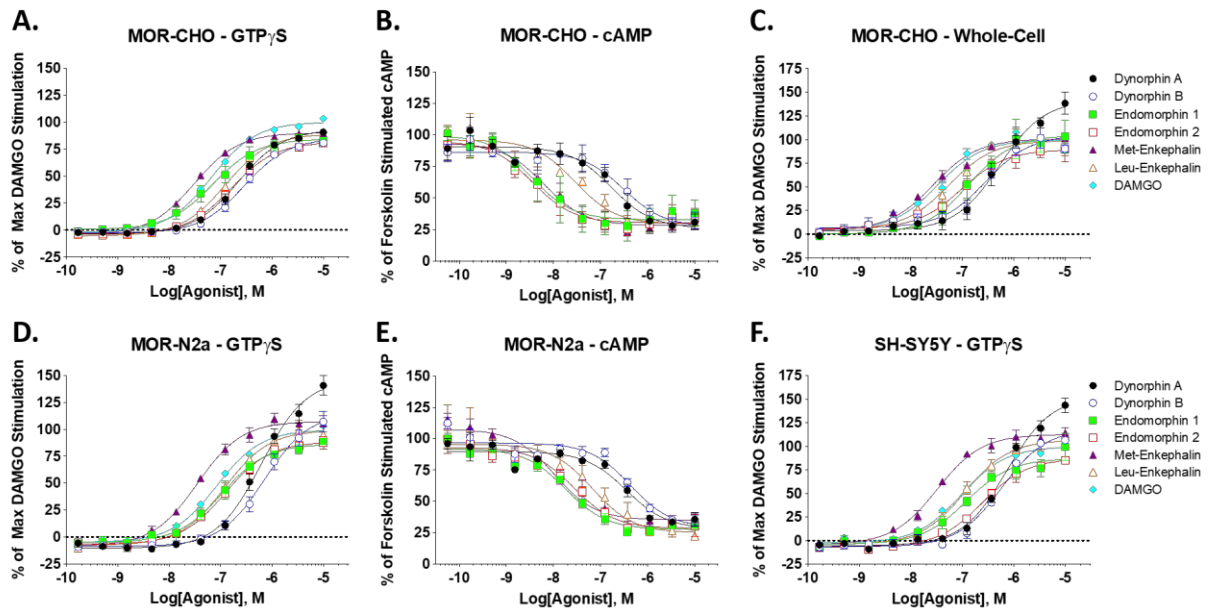 A.
MOR-CHO - GTPγS
% of Max DAMGO Stimulation
150
125
100
75
50
25
0
-25
-10 -9 -8 -7 -6 -5
Log[Agonist], M
B.
MOR-CHO - cAMP
% of Forskolin Stimulated cAMP
150
125
100
75
50
25
0
-10 -9 -8 -7 -6 -5
Log[Agonist], M
C.
MOR-CHO - Whole-Cell
% of Max DAMGO Stimulation
175
150
125
100
75
50
25
0
-25
-10 -9 -8 -7 -6 -5
Log[Agonist], M
Dynorphin A
Dynorphin B
Endomorphin 1
Endomorphin 2
Met-Enkephalin
Leu-Enkephalin
DAMGO
D.
MOR-N2a - GTPγS
% of Max DAMGO Stimulation
150
125
100
75
50
25
0
-25
-10 -9 -8 -7 -6 -5
Log[Agonist], M
E.
MOR-N2a - cAMP
% of Forskolin Stimulated cAMP
150
125
100
75
50
25
0
-10 -9 -8 -7 -6 -5
Log[Agonist], M
F.
SH-SY5Y - GTPγS
% of Max DAMGO Stimulation
175
150
125
100
75
50
25
0
-25
-10 -9 -8 -7 -6 -5
Log[Agonist], M
Dynorphin A
Dynorphin B
Endomorphin 1
Endomorphin 2
Met-Enkephalin
Leu-Enkephalin
DAMGO